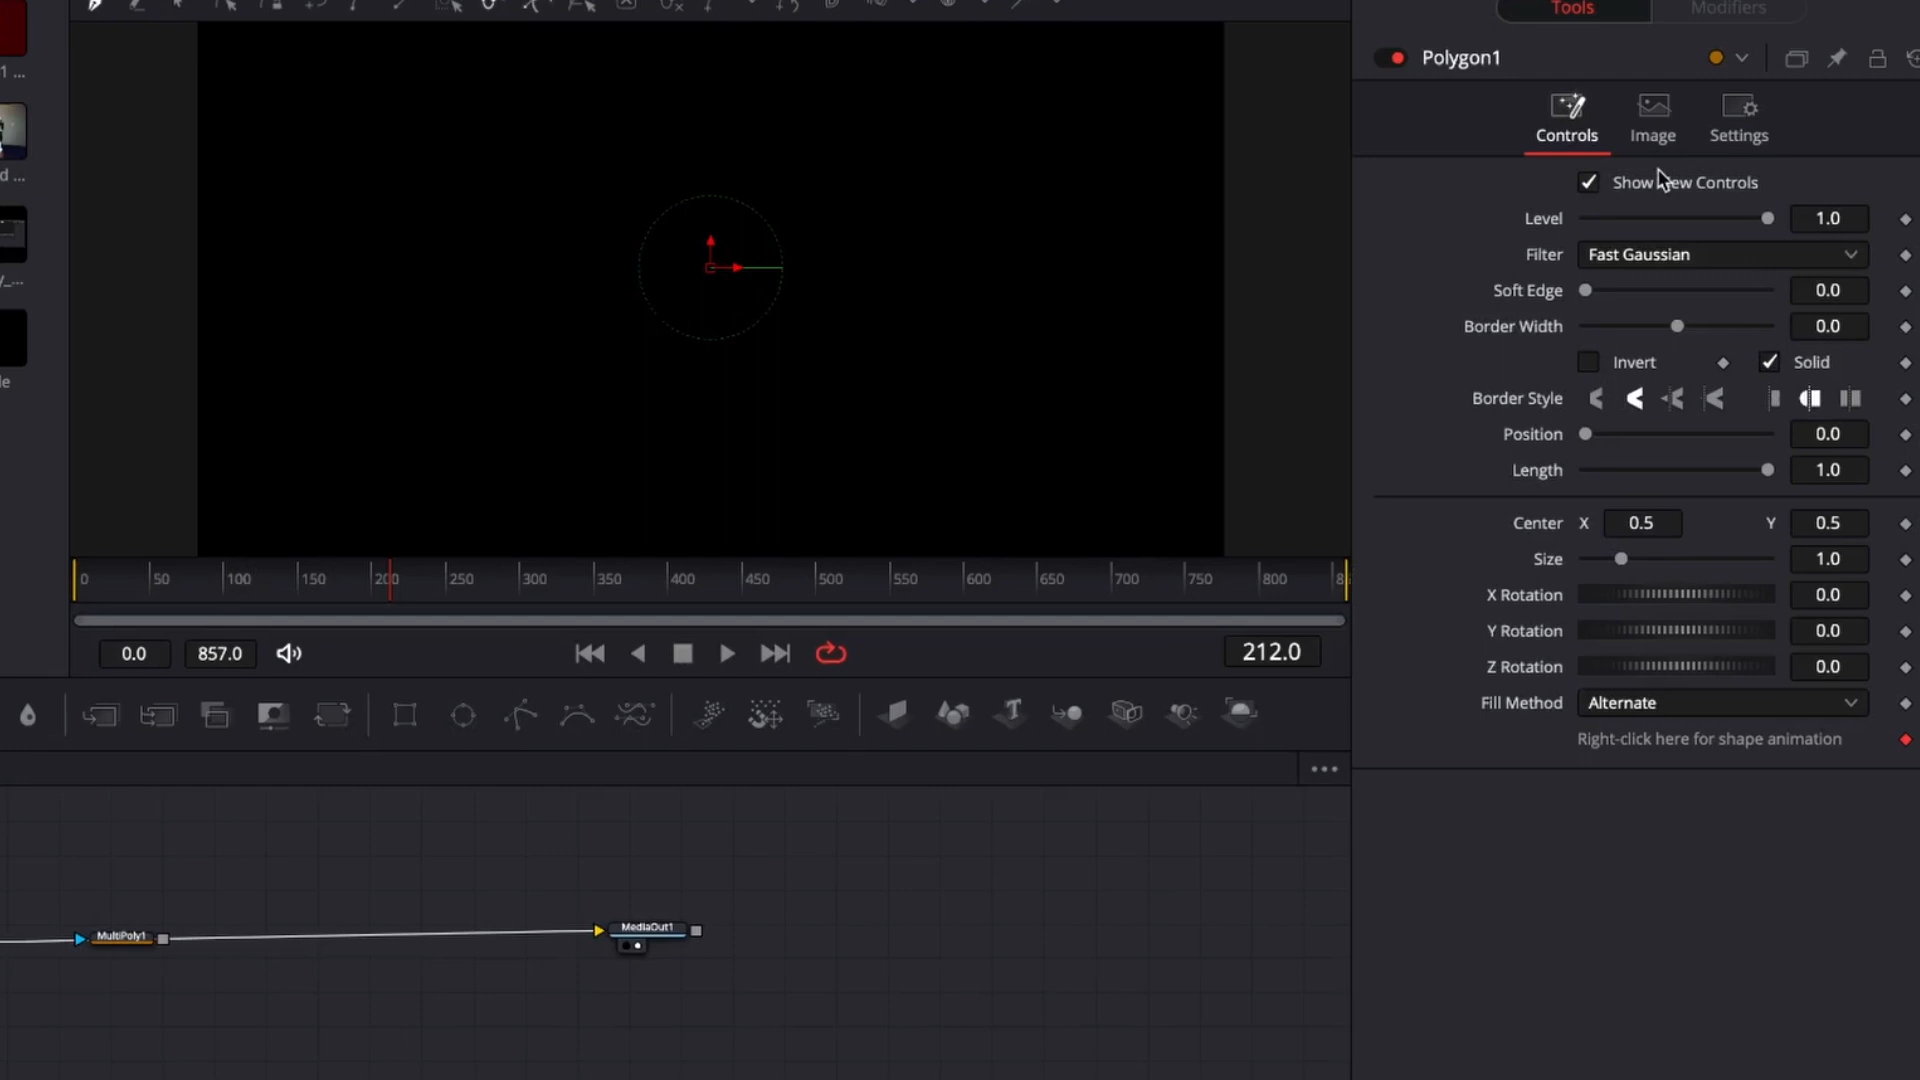 Tools
Modifiers
1 ...
Polygon1
Controls
Image
Settings
d ...
Show
ew Controls
Level
1.0
Filter
Fast Gaussian
Soft Edge
0.0
Border Width
0.0
Invert
Solid
Border Style
Position
0.0
Length
1.0
Center X 0.5 Y 0.5
Size
1.0
X Rotation
0.0
Y Rotation
0.0
Z Rotation
0.0
Fill Method
Alternate
Right-click here for shape animation
0 50 100 150 200 250 300 350 400 450 500 550 600 650 700 750 800
0.0
857.0
212.0
MultiPoly1
MediaOut1